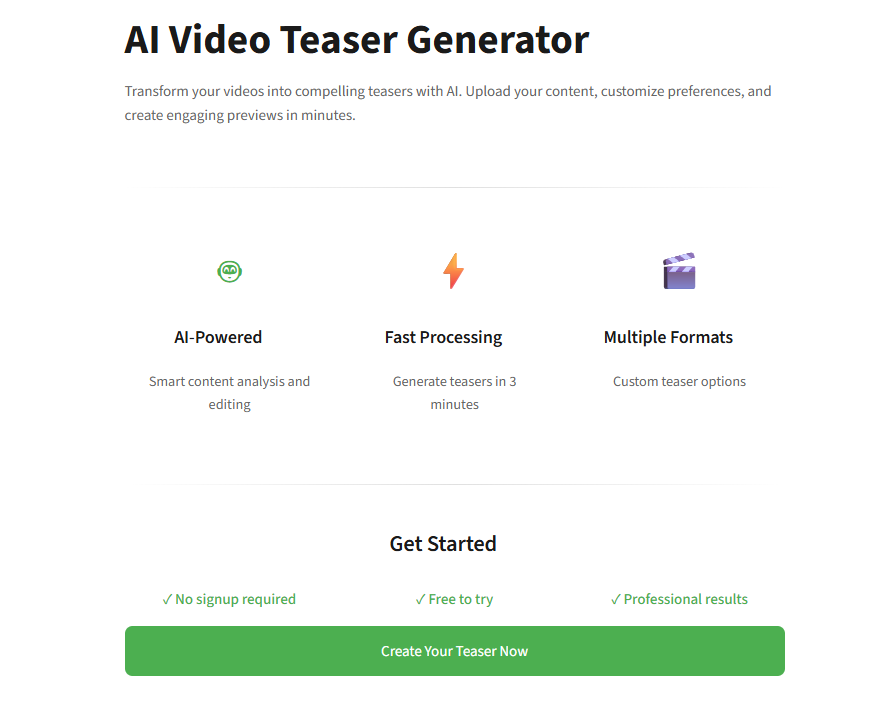 AI Video Teaser Generator
Transform your videos into compelling teasers with AI. Upload your content, customize preferences, and
create engaging previews in minutes.
AI-Powered
Fast Processing
Multiple Formats
Smart content analysis and
editing
Generate teasers in 3
minutes
Custom teaser options
Get Started
✓ No signup required
✓ Free to try
✓ Professional results
Create Your Teaser Now